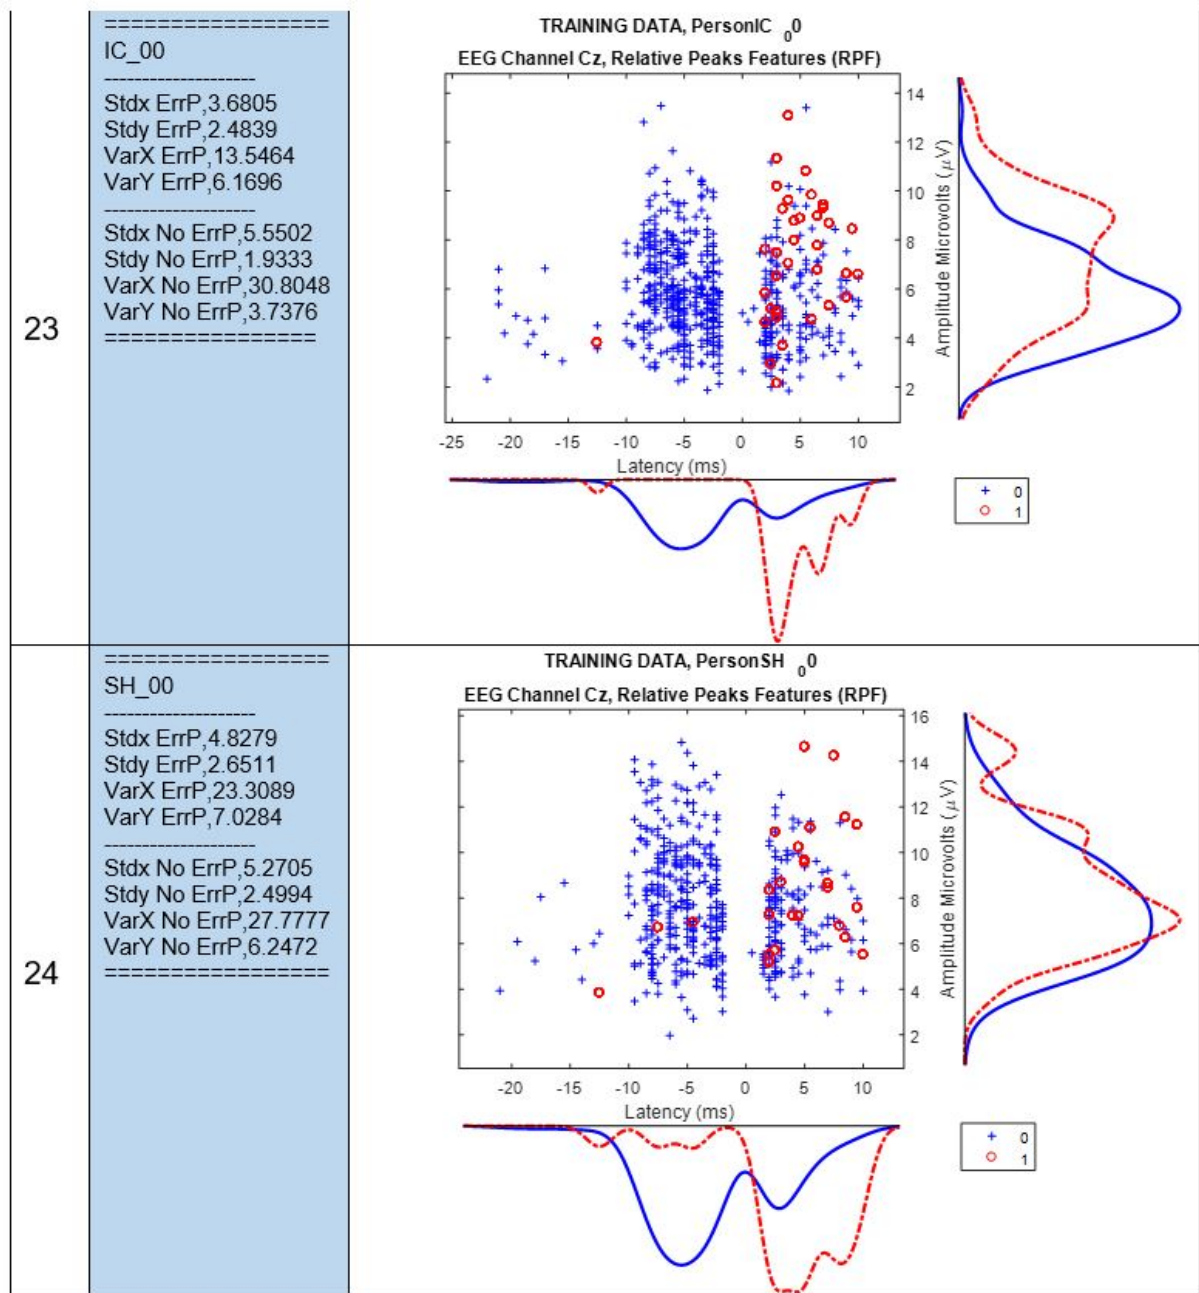 23
==================
IC_00
--------------------
Stdx ErrP,3.6805
Stdy ErrP,2.4839
VarX ErrP,13.5464
VarY ErrP,6.1696
--------------------
Stdx No ErrP,5.5502
Stdy No ErrP,1.9333
VarX No ErrP,30.8048
VarY No ErrP,3.7376
=================
TRAINING DATA, PersonIC 00
EEG Channel Cz, Relative Peaks Features (RPF)
14
12
10
8
6
4
2
Amplitude Microvolts (μV)
-25 -20 -15 -10 -5 0 5 10
Latency (ms)
0
1
24
==================
SH_00
--------------------
Stdx ErrP,4.8279
Stdy ErrP,2.6511
VarX ErrP,23.3089
VarY ErrP,7.0284
--------------------
Stdx No ErrP,5.2705
Stdy No ErrP,2.4994
VarX No ErrP,27.7777
VarY No ErrP,6.2472
==================
TRAINING DATA, PersonSH 00
EEG Channel Cz, Relative Peaks Features (RPF)
16
14
12
10
8
6
4
2
Amplitude Microvolts (μV)
-20 -15 -10 -5 0 5 10
Latency (ms)
0
1